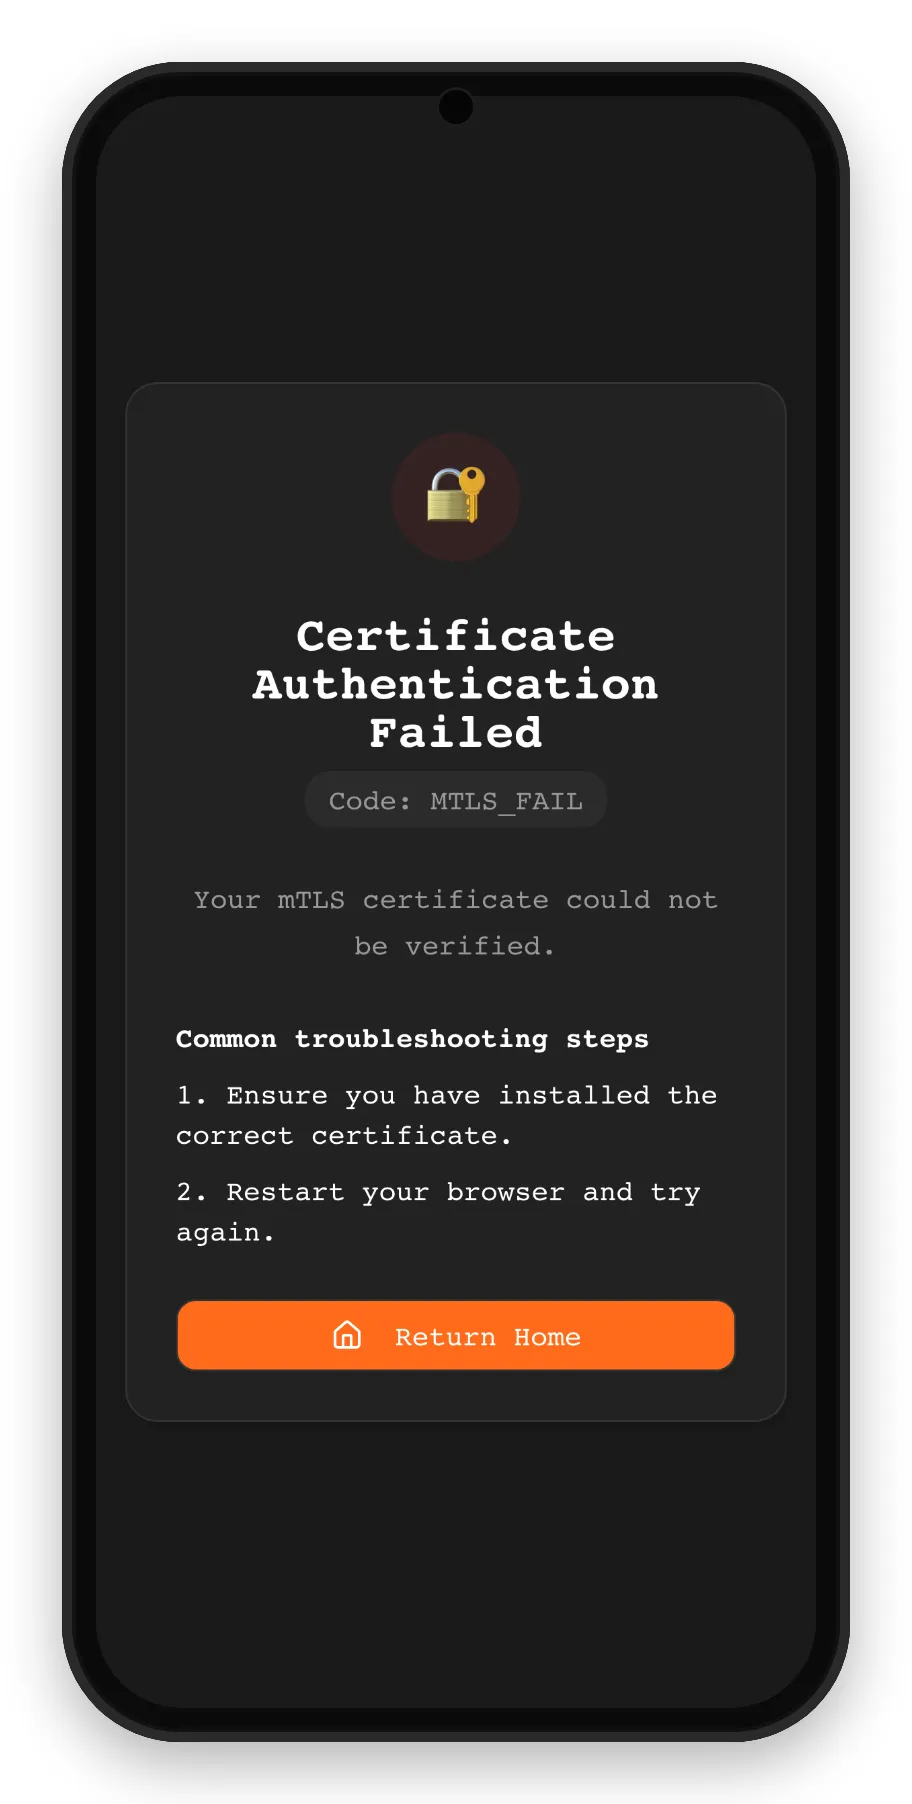 Certificate
Authentication
Failed
Code: MTLS_FAIL
Your mTLS certificate could not
be verified.
Common troubleshooting steps
1. Ensure you have installed the
correct certificate.
2. Restart your browser and try
again.
Return Home